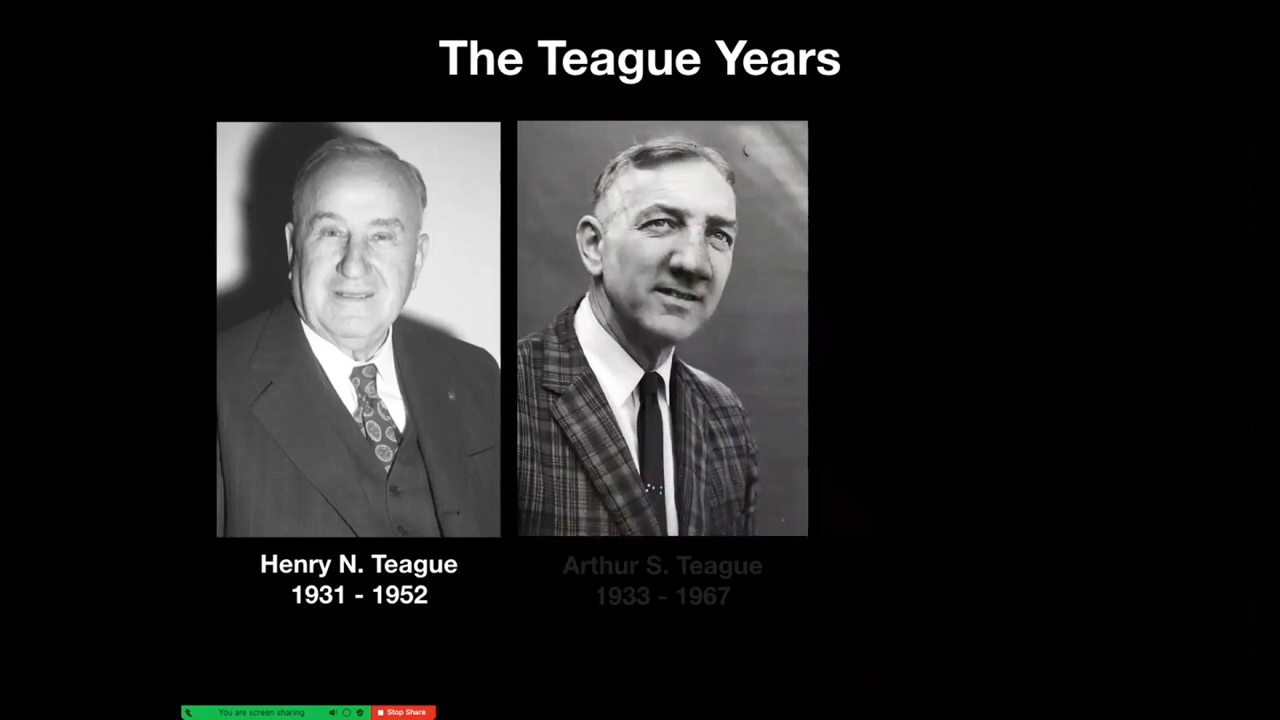 The Teague Years
Henry N. Teague
1931 - 1952
Arthur S. Teague
1933 - 1967
You are screen sharing
Stop Share